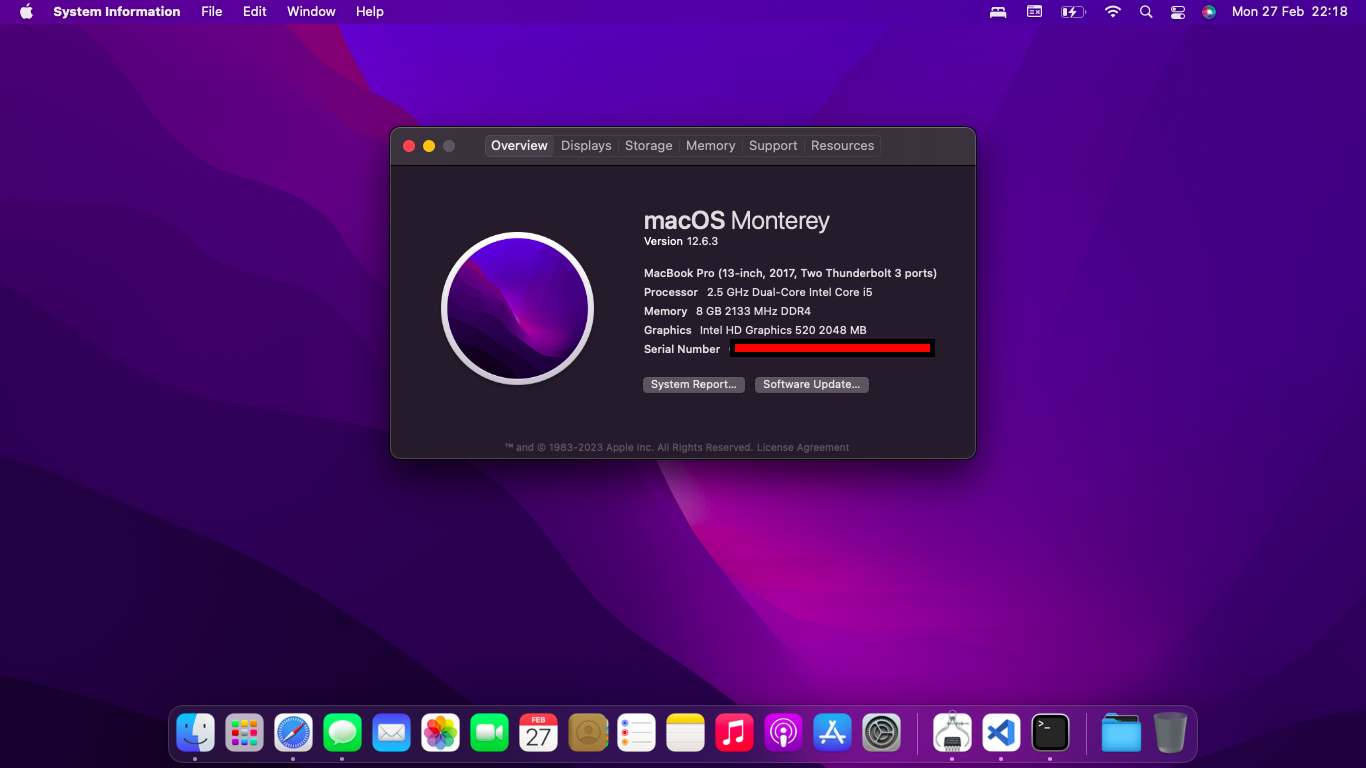 System Information File Edit Window Help Mon 27 Feb 22:18
Overview Displays Storage Memory Support Resources
macOS Monterey
Version 12.6.3
MacBook Pro (13-inch, 2017, Two Thunderbolt 3 ports)
Processor 2.5 GHz Dual-Core Intel Core i5
Memory 8 GB 2133 MHz DDR4
Graphics Intel HD Graphics 520 2048 MB
Serial Number
System Report... Software Update...
™ and © 1983-2023 Apple Inc. All Rights Reserved. License Agreement
FEB
27
>_